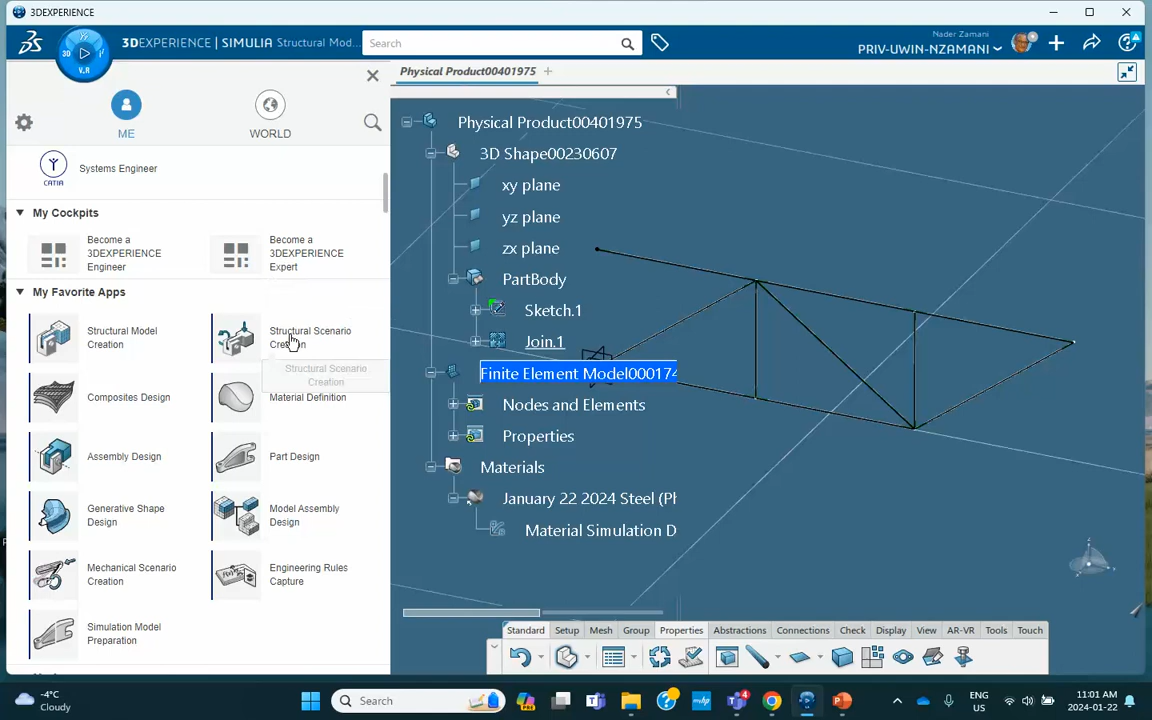 3DEXPERIENCE
3DEXPERIENCE | SIMULIA Structural Mod...
Search
Nader Zamani
PRIV-UWIN-NZAMANI
3D
V.R
Physical Product00401975
ME
WORLD
CATIA
Systems Engineer
My Cockpits
Become a
3DEXPERIENCE
Engineer
Become a
3DEXPERIENCE
Expert
My Favorite Apps
Structural Model
Creation
Structural Scenario
Creation
Structural Scenario
Creation
Composites Design
Material Definition
Assembly Design
Part Design
Generative Shape
Design
Model Assembly
Design
Mechanical Scenario
Creation
Engineering Rules
Capture
Simulation Model
Preparation
Physical Product00401975
3D Shape00230607
xy plane
yz plane
zx plane
PartBody
Sketch.1
Join.1
Finite Element Model000174
Nodes and Elements
Properties
Materials
January 22 2024 Steel (Ph
Material Simulation D
Standard Setup Mesh Group Properties Abstractions Connections Check Display View AR-VR Tools Touch
-4°C
Cloudy
Search
4
ENG
US
11:01 AM
2024-01-22